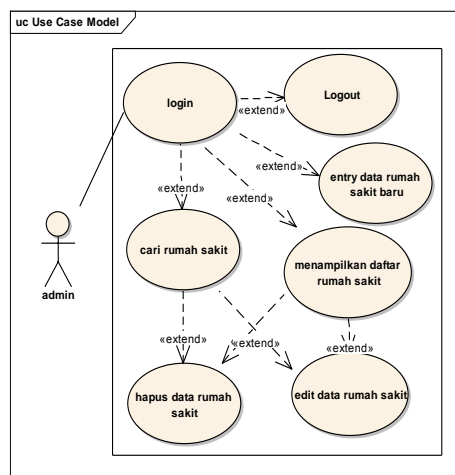 uc Use Case Model
login
Logout
«extend»
entry data rumah
sakit baru
«extend»
«extend»
«extend»
cari rumah sakit
menampilkan daftar
rumah sakit
admin
«extend»
«extend»
«extend»
«extend»
hapus data rumah
sakit
edit data rumah sakit